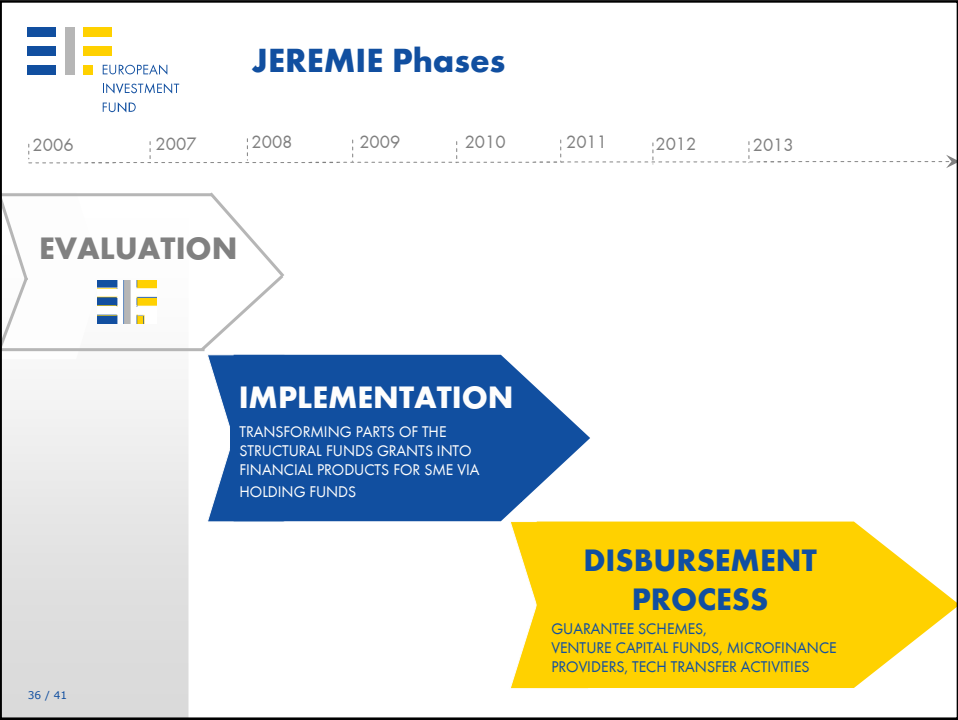 JEREMIE Phases
EUROPEAN
INVESTMENT
FUND
2006 2007 2008 2009 2010 2011 2012 2013
EVALUATION
IMPLEMENTATION
TRANSFORMING PARTS OF THE
STRUCTURAL FUNDS GRANTS INTO
FINANCIAL PRODUCTS FOR SME VIA
HOLDING FUNDS
DISBURSEMENT
PROCESS
GUARANTEE SCHEMES,
VENTURE CAPITAL FUNDS, MICROFINANCE
PROVIDERS, TECH TRANSFER ACTIVITIES
36 / 41